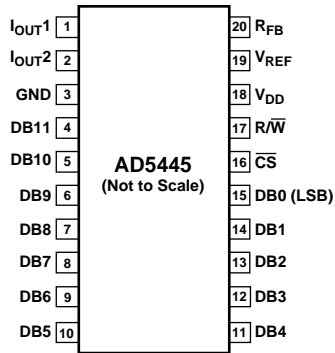 IOUT1 1
IOUT2 2
GND 3
DB11 4
DB10 5
DB9 6
DB8 7
DB7 8
DB6 9
DB5 10
AD5445
(Not to Scale)
20 RFB
19 VREF
18 VDD
17 R/W̅
16 C̅S̅
15 DB0 (LSB)
14 DB1
13 DB2
12 DB3
11 DB4